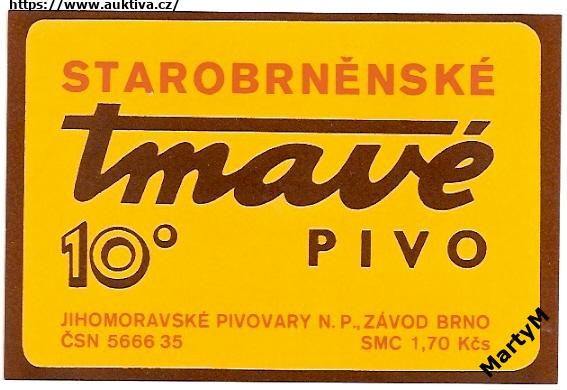 https://www.auktiva.cz/
STAROBRNĚNSKÉ
tmavé
10° PIVO
JIHOMORAVSKÉ PIVOVARY N. P., ZÁVOD BRNO
ČSN 5666 35 SMC 1,70 Kčs
MartyM